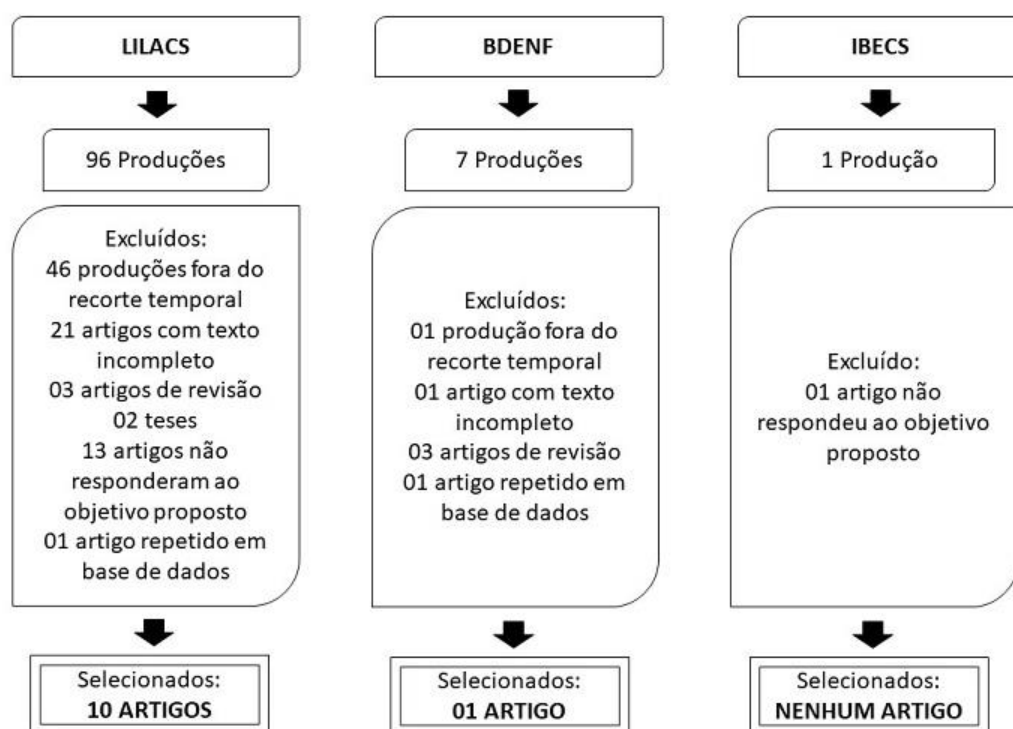 LILACS
96 Produções
Excluídos:
46 produções fora do
recorte temporal
21 artigos com texto
incompleto
03 artigos de revisão
02 teses
13 artigos não
responderam ao
objetivo proposto
01 artigo repetido em
base de dados
Selecionados:
10 ARTIGOS
BDENF
7 Produções
Excluídos:
01 produção fora do
recorte temporal
01 artigo com texto
incompleto
03 artigos de revisão
01 artigo repetido em
base de dados
Selecionados:
01 ARTIGO
IBECS
1 Produção
Excluído:
01 artigo não
respondeu ao objetivo
proposto
Selecionados:
NENHUM ARTIGO